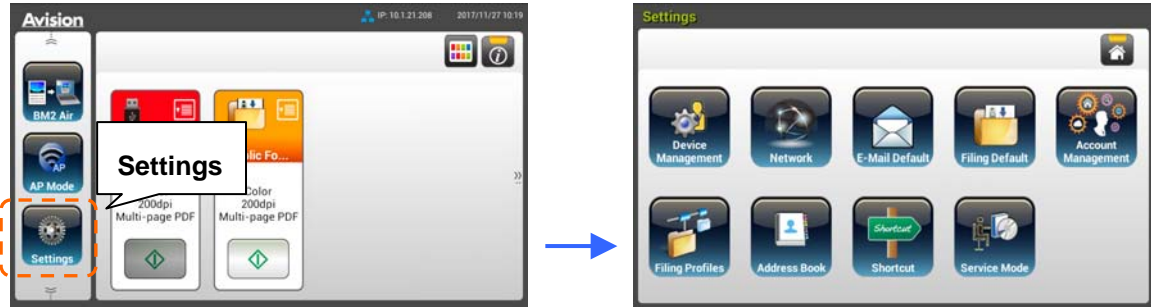 Avision
IP: 10.1.21.208 2017/11/27 10:19
BM2 Air
AP
AP Mode
Settings
Settings
lic Fo...
Color
200dpi
Multi-page PDF
200dpi
Multi-page PDF
Settings
Device
Management
Network
E-Mail Default
Filing Default
Account
Management
Filing Profiles
Address Book
Shortcut
Shortcut
Service Mode